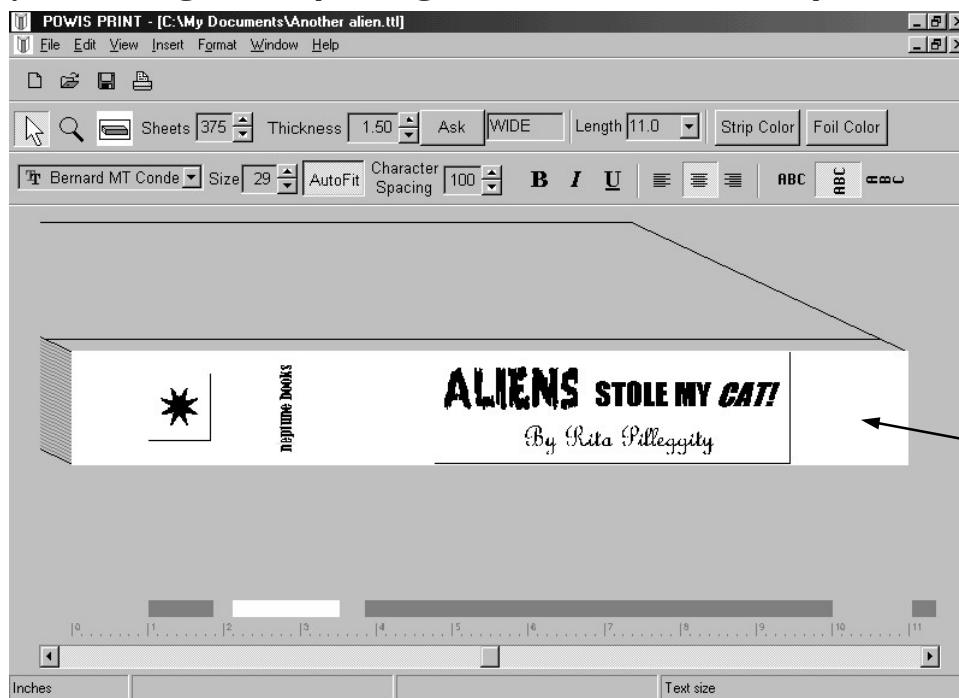 POWIS PRINT - [C:\My Documents\Another alien.ttl]
File Edit View Insert Format Window Help
Sheets 375 Thickness 1.50 Ask WIDE Length 11.0 Strip Color Foil Color
Bernard MT Conde Size 29 AutoFit Character Spacing 100 B I U ABC ABC ABC
neptune books
ALIENS STOLE MY CAT!
By Rita Pilleggity
0 1 2 3 4 5 6 7 8 9 10 11
Inches Text size